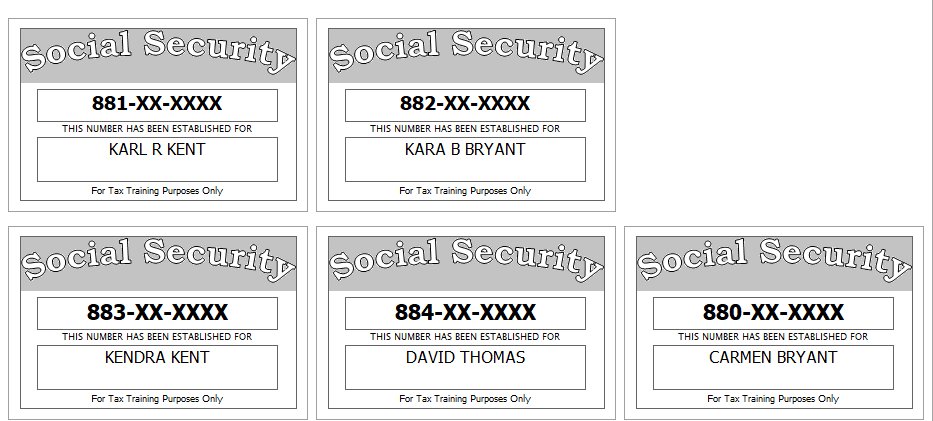 Social Security
881-XX-XXXX
THIS NUMBER HAS BEEN ESTABLISHED FOR
KARL R KENT
For Tax Training Purposes Only
Social Security
882-XX-XXXX
THIS NUMBER HAS BEEN ESTABLISHED FOR
KARA B BRYANT
For Tax Training Purposes Only
Social Security
883-XX-XXXX
THIS NUMBER HAS BEEN ESTABLISHED FOR
KENDRA KENT
For Tax Training Purposes Only
Social Security
884-XX-XXXX
THIS NUMBER HAS BEEN ESTABLISHED FOR
DAVID THOMAS
For Tax Training Purposes Only
Social Security
880-XX-XXXX
THIS NUMBER HAS BEEN ESTABLISHED FOR
CARMEN BRYANT
For Tax Training Purposes Only